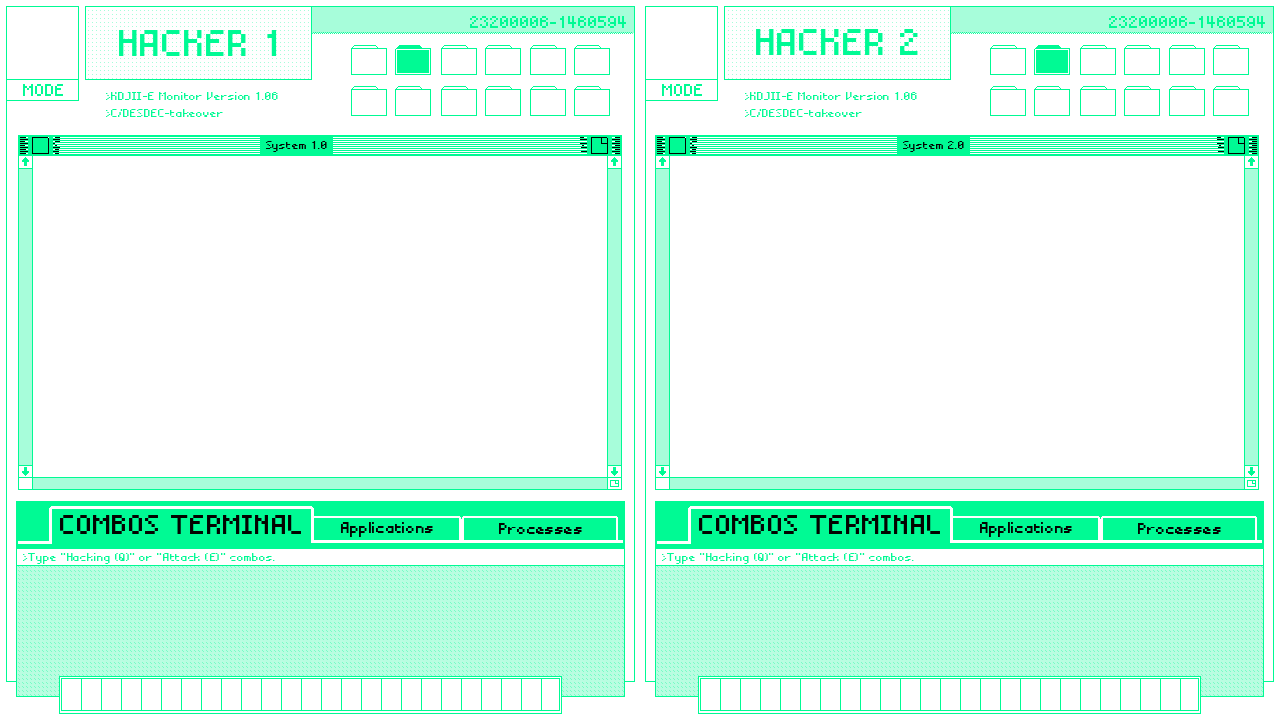 23200006-1460594
HACKER 1
MODE
>KDJII-E Monitor Version 1.06
>C/DESDEC-takeover
System 1.0
COMBOS TERMINAL
Applications
Processes
>Type "Hacking (Q)" or "Attack (E)" combos.
23200006-1460594
HACKER 2
MODE
>KDJII-E Monitor Version 1.06
>C/DESDEC-takeover
System 2.0
COMBOS TERMINAL
Applications
Processes
>Type "Hacking (Q)" or "Attack (E)" combos.